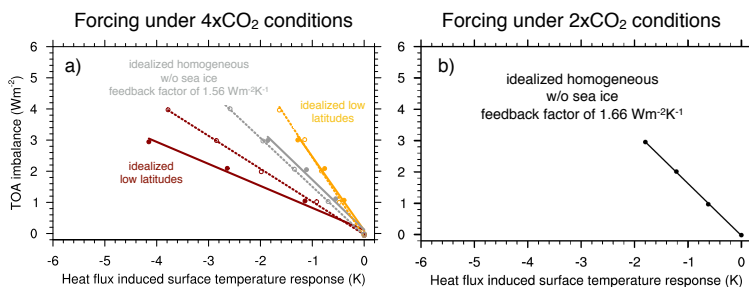 Forcing under 4xCO2 conditions
Forcing under 2xCO2 conditions
a)
idealized homogeneous
w/o sea ice
feedback factor of 1.56 Wm-2K-1
idealized low
latitudes
idealized
low latitudes
TOA imbalance (Wm-2)
6
5
4
3
2
1
0
-6 -5 -4 -3 -2 -1 0
Heat flux induced surface temperature response (K)
b)
idealized homogeneous
w/o sea ice
feedback factor of 1.66 Wm-2K-1
6
5
4
3
2
1
0
-6 -5 -4 -3 -2 -1 0
Heat flux induced surface temperature response (K)